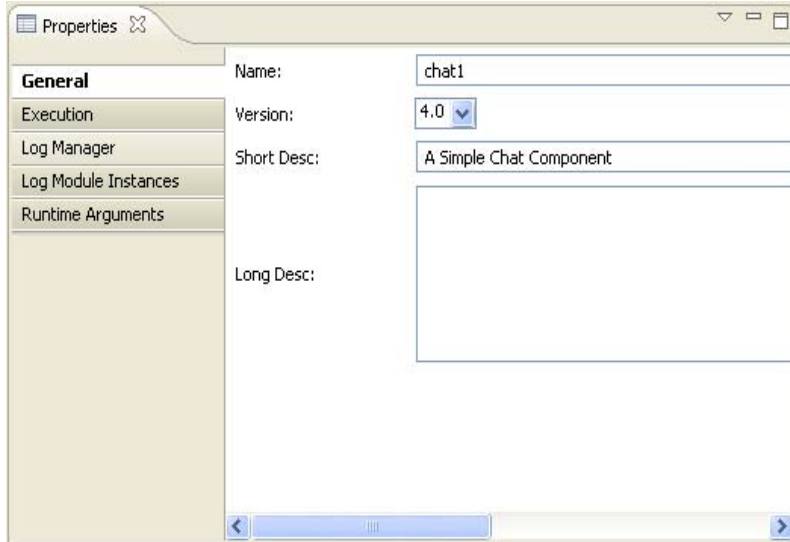 Properties
General
Execution
Log Manager
Log Module Instances
Runtime Arguments
Name:
chat1
Version:
4.0
Short Desc:
A Simple Chat Component
Long Desc: